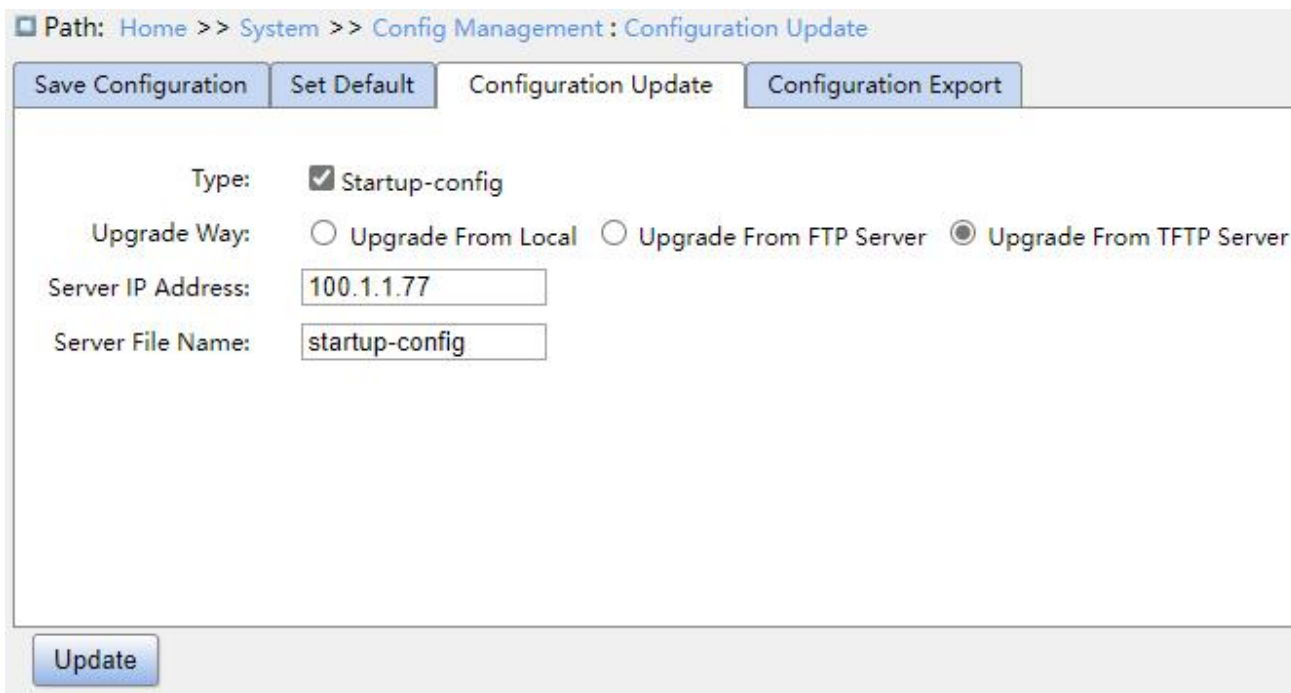 Path: Home >> System >> Config Management : Configuration Update
Save Configuration Set Default Configuration Update Configuration Export
Type: Startup-config
Upgrade Way: Upgrade From Local Upgrade From FTP Server Upgrade From TFTP Server
Server IP Address: 100.1.1.77
Server File Name: startup-config
Update